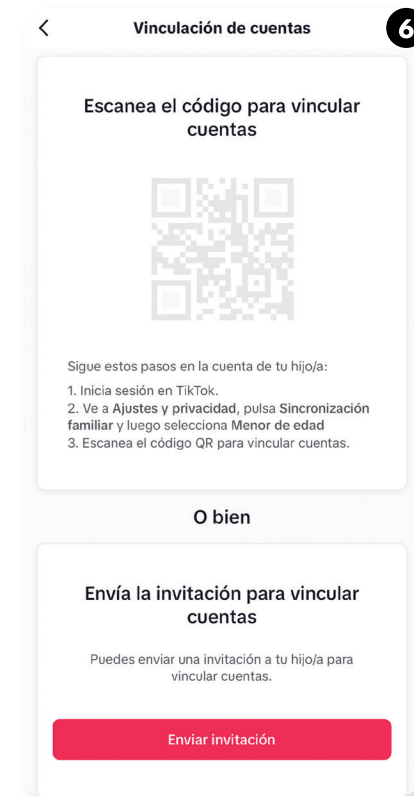 Vinculación de cuentas
6
Escanea el código para vincular
cuentas
Sigue estos pasos en la cuenta de tu hijo/a:
1. Inicia sesión en TikTok.
2. Ve a Ajustes y privacidad, pulsa Sincronización
familiar y luego selecciona Menor de edad
3. Escanea el código QR para vincular cuentas.
O bien
Envía la invitación para vincular
cuentas
Puedes enviar una invitación a tu hijo/a para
vincular cuentas.
Enviar invitación